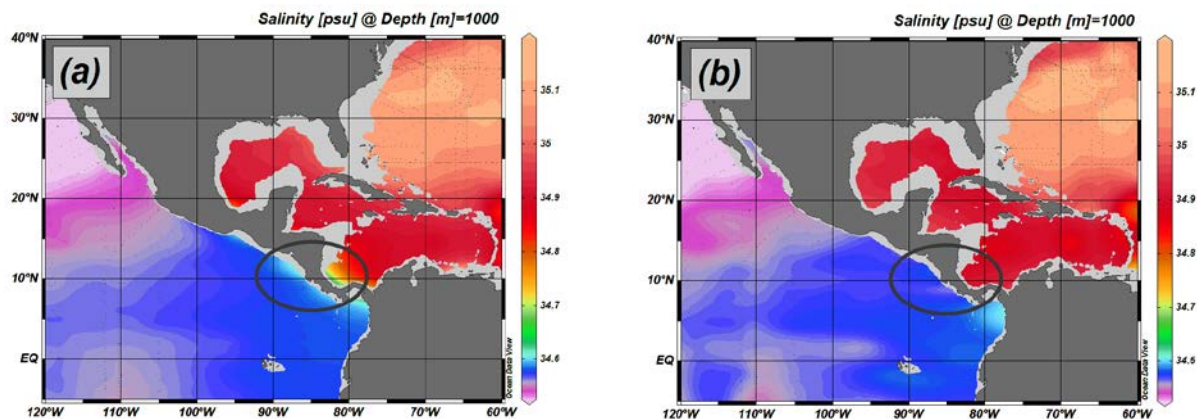 Salinity [psu] @ Depth [m]=1000
(a)
40°N
30°N
20°N
10°N
EQ
120°W
110°W
100°W
90°W
80°W
70°W
60°W
35.1
35
34.9
34.8
34.7
34.6
Ocean Data View
Salinity [psu] @ Depth [m]=1000
(b)
40°N
30°N
20°N
10°N
EQ
120°W
110°W
100°W
90°W
80°W
70°W
60°W
35.1
35
34.9
34.8
34.7
34.6
34.5
Ocean Data View